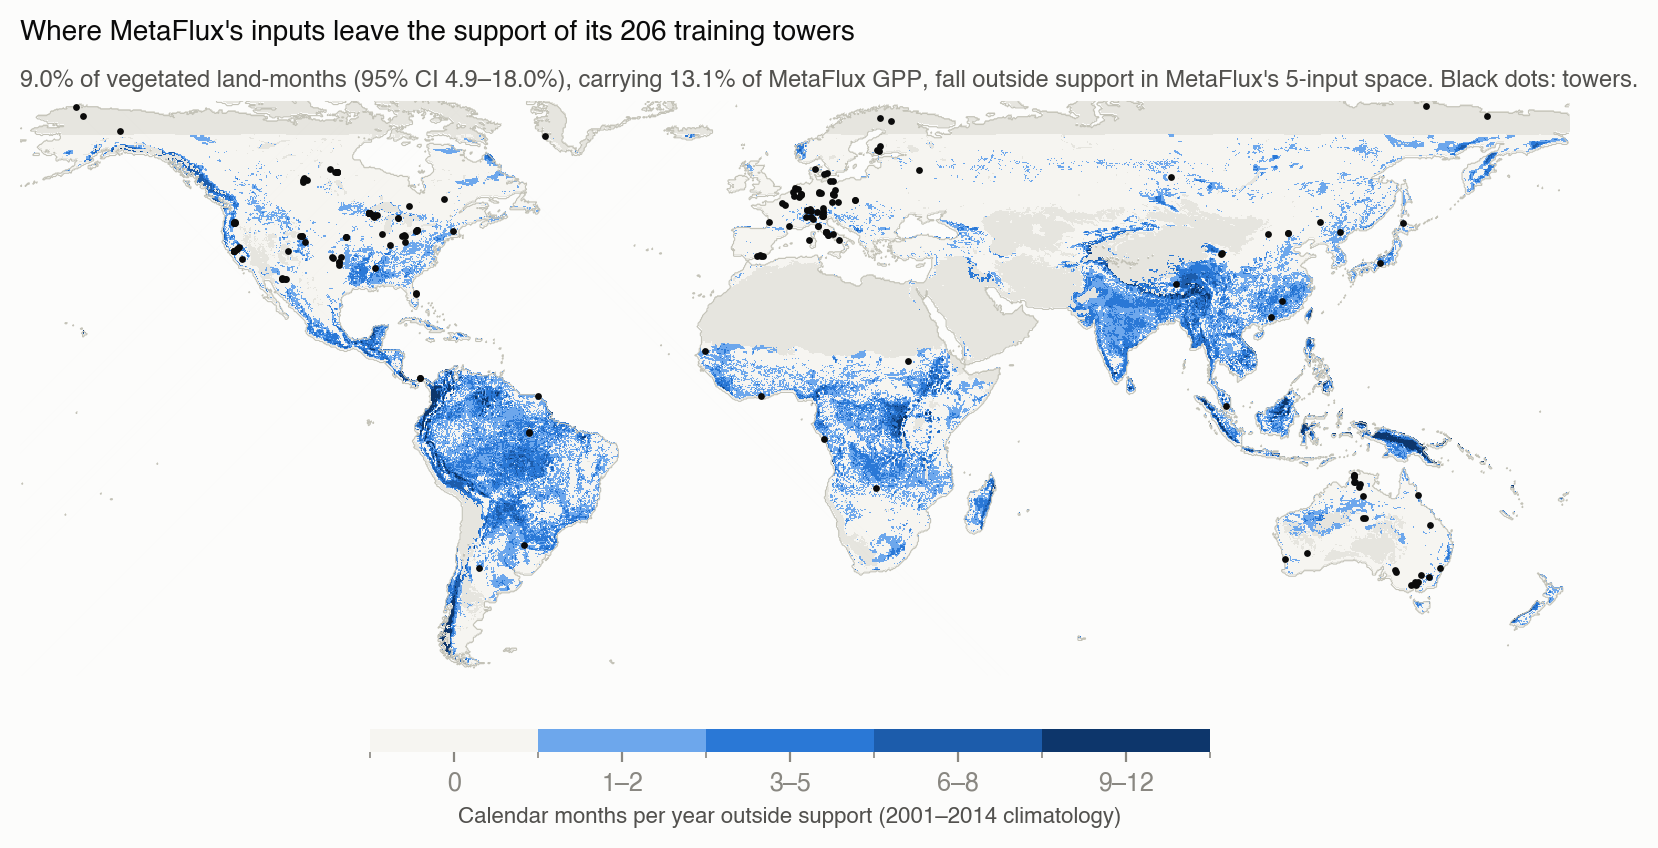 Where MetaFlux's inputs leave the support of its 206 training towers
9.0% of vegetated land-months (95% CI 4.9–18.0%), carrying 13.1% of MetaFlux GPP, fall outside support in MetaFlux's 5-input space. Black dots: towers.
0
1–2
3–5
6–8
9–12
Calendar months per year outside support (2001–2014 climatology)